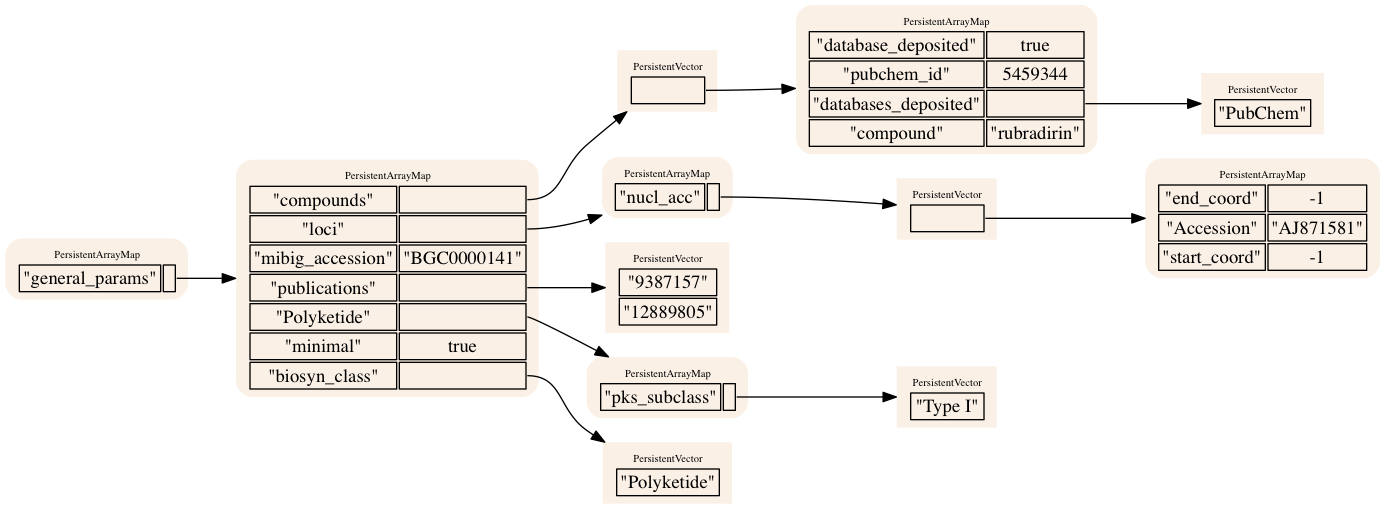 PersistentArrayMap
"general_params"
PersistentArrayMap
"compounds"
"loci"
"mibig_accession" "BGC0000141"
"publications"
"Polyketide"
"minimal" true
"biosyn_class"
PersistentVector
PersistentArrayMap
"database_deposited" true
"pubchem_id" 5459344
"databases_deposited"
"compound" "rubradirin"
PersistentVector
"PubChem"
PersistentArrayMap
"nucl_acc"
PersistentVector
PersistentArrayMap
"end_coord" -1
"Accession" "AJ871581"
"start_coord" -1
PersistentVector
"9387157"
"12889805"
PersistentArrayMap
"pks_subclass"
PersistentVector
"Type I"
PersistentVector
"Polyketide"